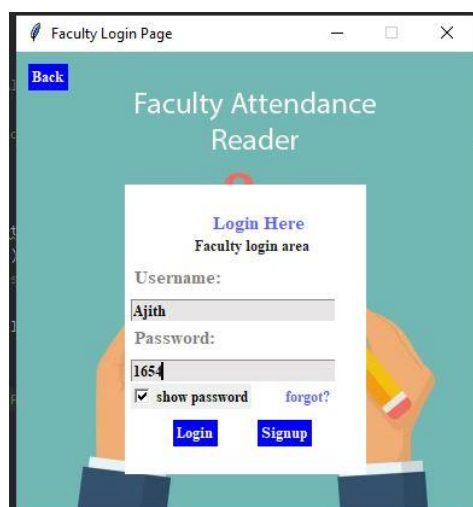 Faculty Login Page
Back
Faculty Attendance
Reader
Login Here
Faculty login area
Username:
Ajith
Password:
1654
show password
forgot?
Login
Signup